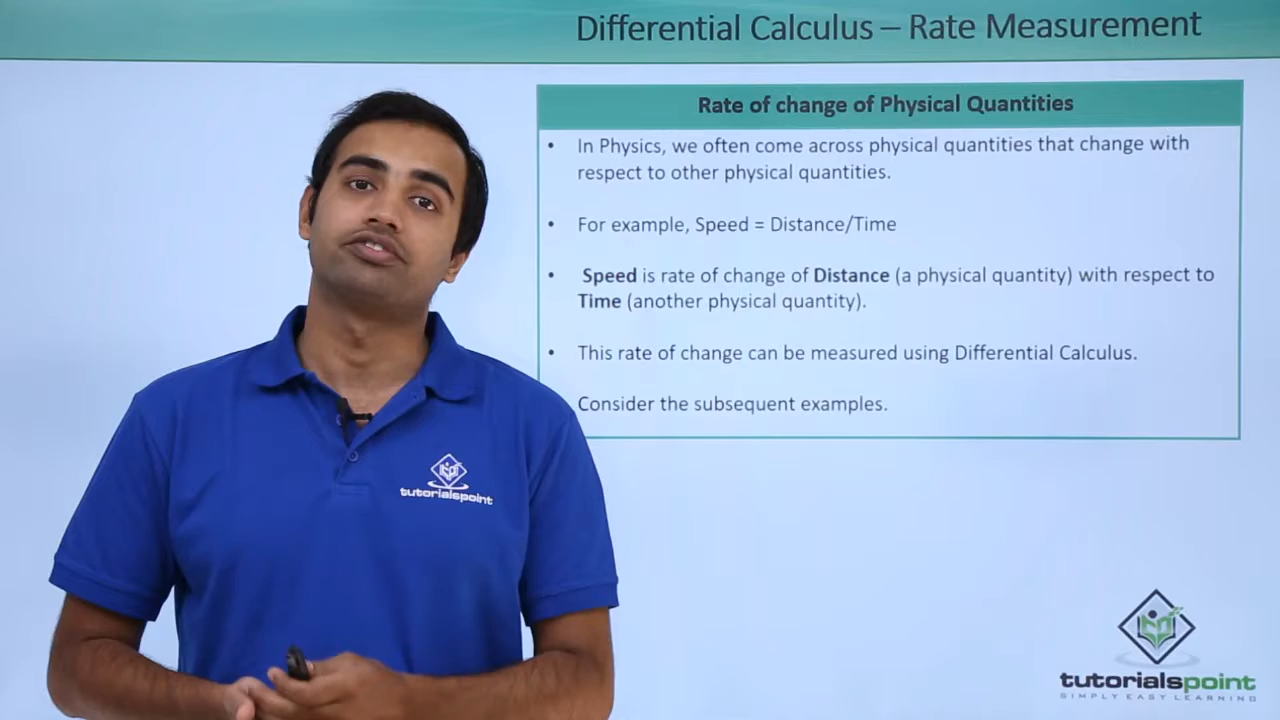 Differential Calculus – Rate Measurement
Rate of change of Physical Quantities
• In Physics, we often come across physical quantities that change with
respect to other physical quantities.
• For example, Speed = Distance/Time
• Speed is rate of change of Distance (a physical quantity) with respect to
Time (another physical quantity).
• This rate of change can be measured using Differential Calculus.
Consider the subsequent examples.
tutorialspoint
tutorialspoint
SIMPLY EASY LEARNING